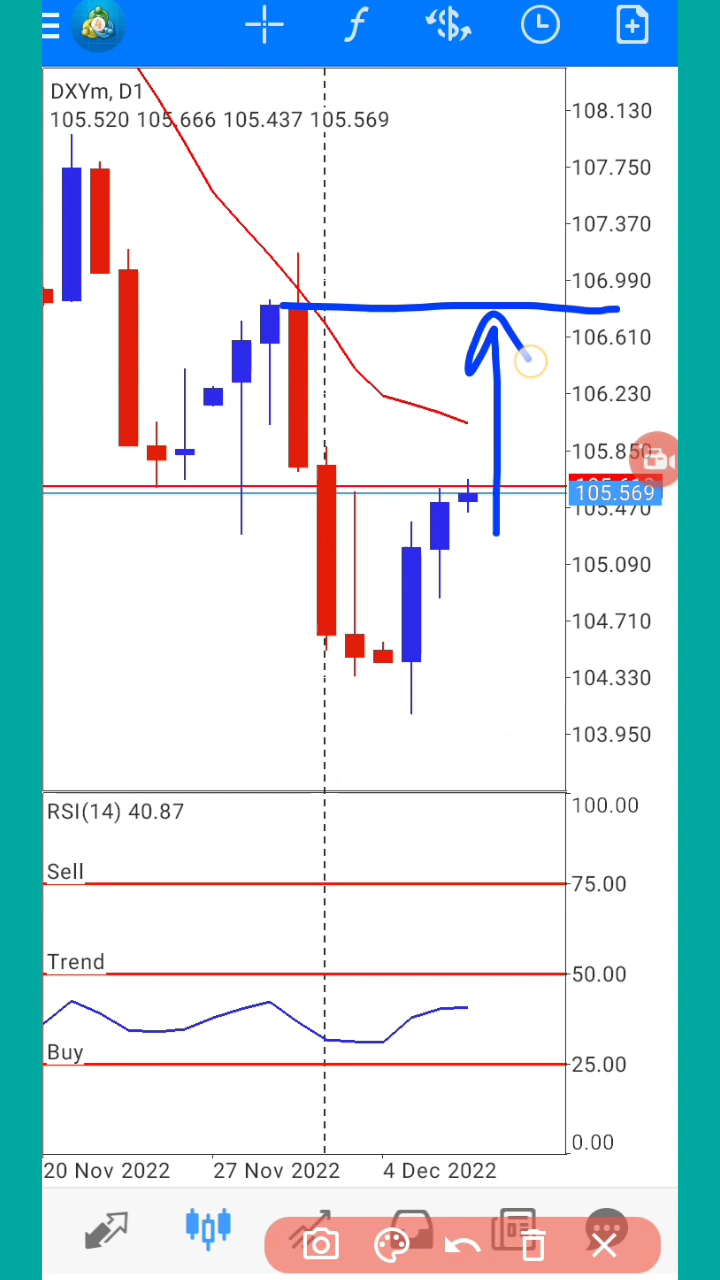 DXYm, D1
105.520 105.666 105.437 105.569
108.130
107.750
107.370
106.990
106.610
106.230
105.850
105.569
105.470
105.090
104.710
104.330
103.950
RSI(14) 40.87
100.00
Sell
75.00
Trend
50.00
Buy
25.00
0.00
20 Nov 2022 27 Nov 2022 4 Dec 2022